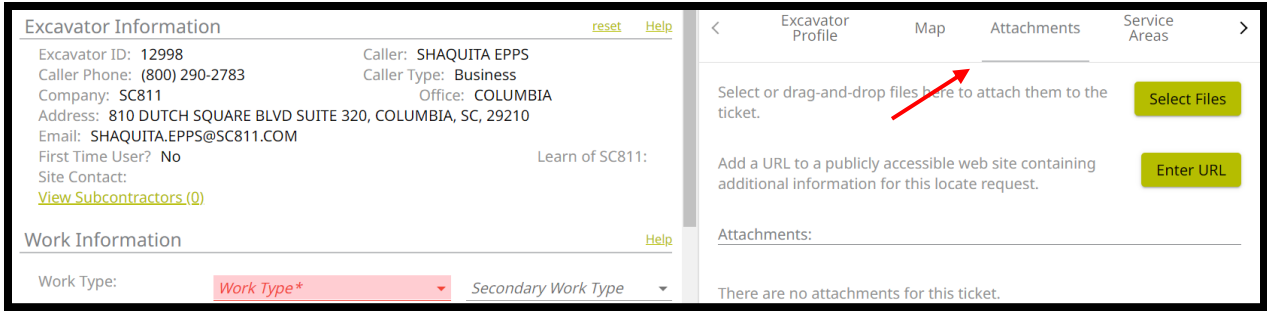 Excavator Information reset Help
Excavator ID: 12998 Caller: SHAQUITA EPPS
Caller Phone: (800) 290-2783 Caller Type: Business
Company: SC811 Office: COLUMBIA
Address: 810 DUTCH SQUARE BLVD SUITE 320, COLUMBIA, SC, 29210
Email: SHAQUITA.EPPS@SC811.COM
First Time User? No Learn of SC811:
Site Contact:
View Subcontractors (0)
Work Information Help
Work Type: Work Type* Secondary Work Type
Excavator
Profile
Map
Attachments
Service
Areas
Select or drag-and-drop files here to attach them to the
ticket.
Select Files
Add a URL to a publicly accessible web site containing
additional information for this locate request.
Enter URL
Attachments:
There are no attachments for this ticket.